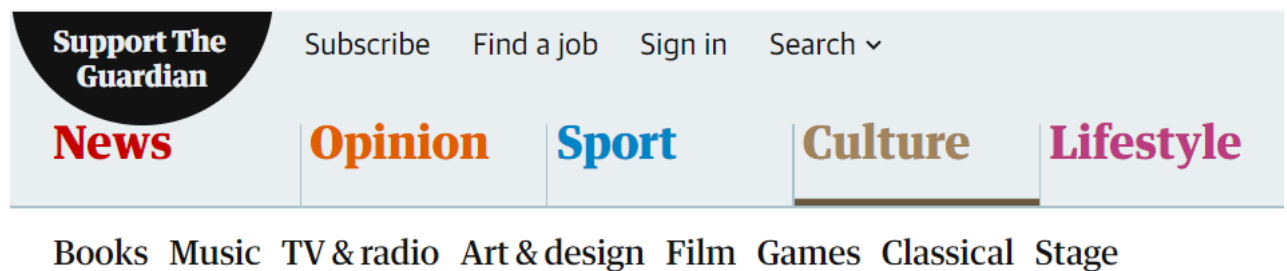 Support The
Guardian
Subscribe Find a job Sign in Search
News Opinion Sport Culture Lifestyle
Books Music TV & radio Art & design Film Games Classical Stage